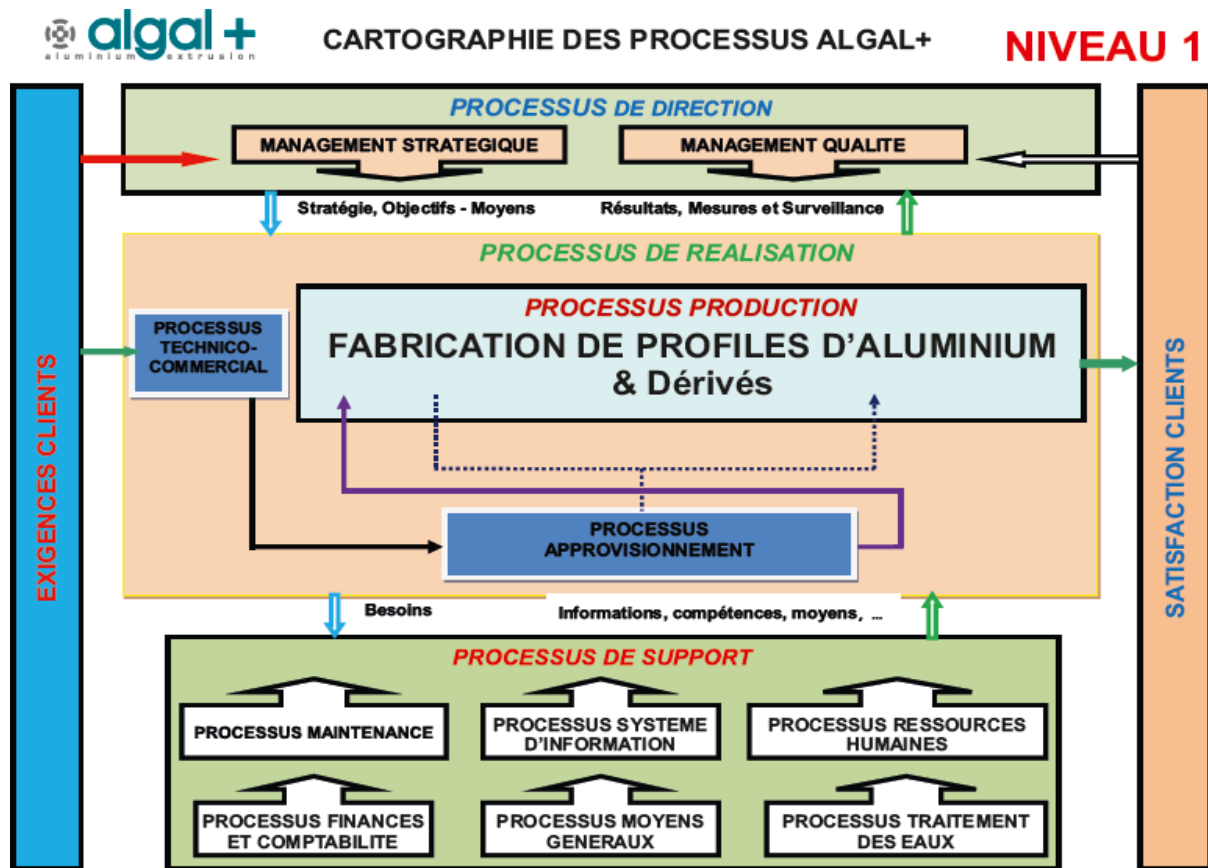 algal +
aluminium extrusion
CARTOGRAPHIE DES PROCESSUS ALGAL+
NIVEAU 1
PROCESSUS DE DIRECTION
MANAGEMENT STRATEGIQUE
MANAGEMENT QUALITE
Stratégie, Objectifs - Moyens
Résultats, Mesures et Surveillance
PROCESSUS DE REALISATION
EXIGENCES CLIENTS
PROCESSUS
TECHNICO-
COMMERCIAL
PROCESSUS PRODUCTION
FABRICATION DE PROFILES D'ALUMINIUM
& Dérivés
SATISFACTION CLIENTS
PROCESSUS
APPROVISIONNEMENT
Besoins
Informations, compétences, moyens, ...
PROCESSUS DE SUPPORT
PROCESSUS MAINTENANCE
PROCESSUS SYSTEME
D'INFORMATION
PROCESSUS RESSOURCES
HUMAINES
PROCESSUS FINANCES
ET COMPTABILITE
PROCESSUS MOYENS
GENERAUX
PROCESSUS TRAITEMENT
DES EAUX